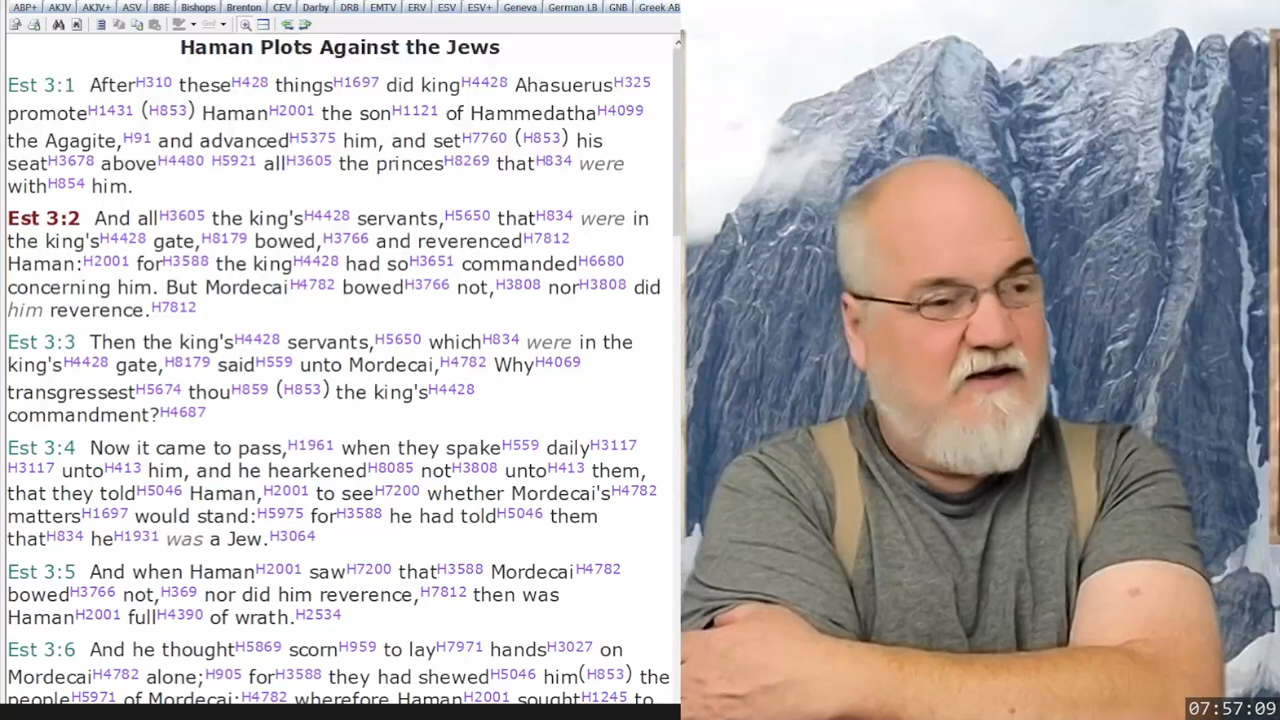 ABP+ AKJV AKJV+ ASV BBE Bishops Brenton CEV Darby DRB EMTV ERV ESV ESV+ Geneva German LB GNB Greek AB
Haman Plots Against the Jews
Est 3:1 AfterH310 theseH428 thingsH1697 did kingH4428 AhasuerusH325
promoteH1431 (H853) HamanH2001 the sonH1121 of HammedathaH4099
the Agagite,H91 and advancedH5375 him, and setH7760 (H853) his
seatH3678 aboveH4480 H5921 allH3605 the princesH8269 thatH834 were
withH854 him.
Est 3:2 And allH3605 the king'sH4428 servants,H5650 thatH834 were in
the king'sH4428 gate,H8179 bowed,H3766 and reverencedH7812
Haman:H2001 forH3588 the kingH4428 had soH3651 commandedH6680
concerning him. But MordecaiH4782 bowedH3766 not,H3808 norH3808 did
him reverence.H7812
Est 3:3 Then the king'sH4428 servants,H5650 whichH834 were in the
king'sH4428 gate,H8179 saidH559 unto Mordecai,H4782 WhyH4069
transgressestH5674 thouH859 (H853) the king'sH4428
commandment?H4687
Est 3:4 Now it came to pass,H1961 when they spakeH559 dailyH3117
H3117 untoH413 him, and he hearkenedH8085 notH3808 untoH413 them,
that they toldH5046 Haman,H2001 to seeH7200 whether Mordecai'sH4782
mattersH1697 would stand:H5975 forH3588 he had toldH5046 them
thatH834 heH1931 was a Jew.H3064
Est 3:5 And when HamanH2001 sawH7200 thatH3588 MordecaiH4782
bowedH3766 not,H369 nor did him reverence,H7812 then was
HamanH2001 fullH4390 of wrath.H2534
Est 3:6 And he thoughtH5869 scornH959 to layH7971 handsH3027 on
MordecaiH4782 alone;H905 forH3588 they had shewedH5046 him(H853) the
peopleH5971 of Mordecai:H4782 wherefore HamanH2001 soughtH1245 to
07:57:09